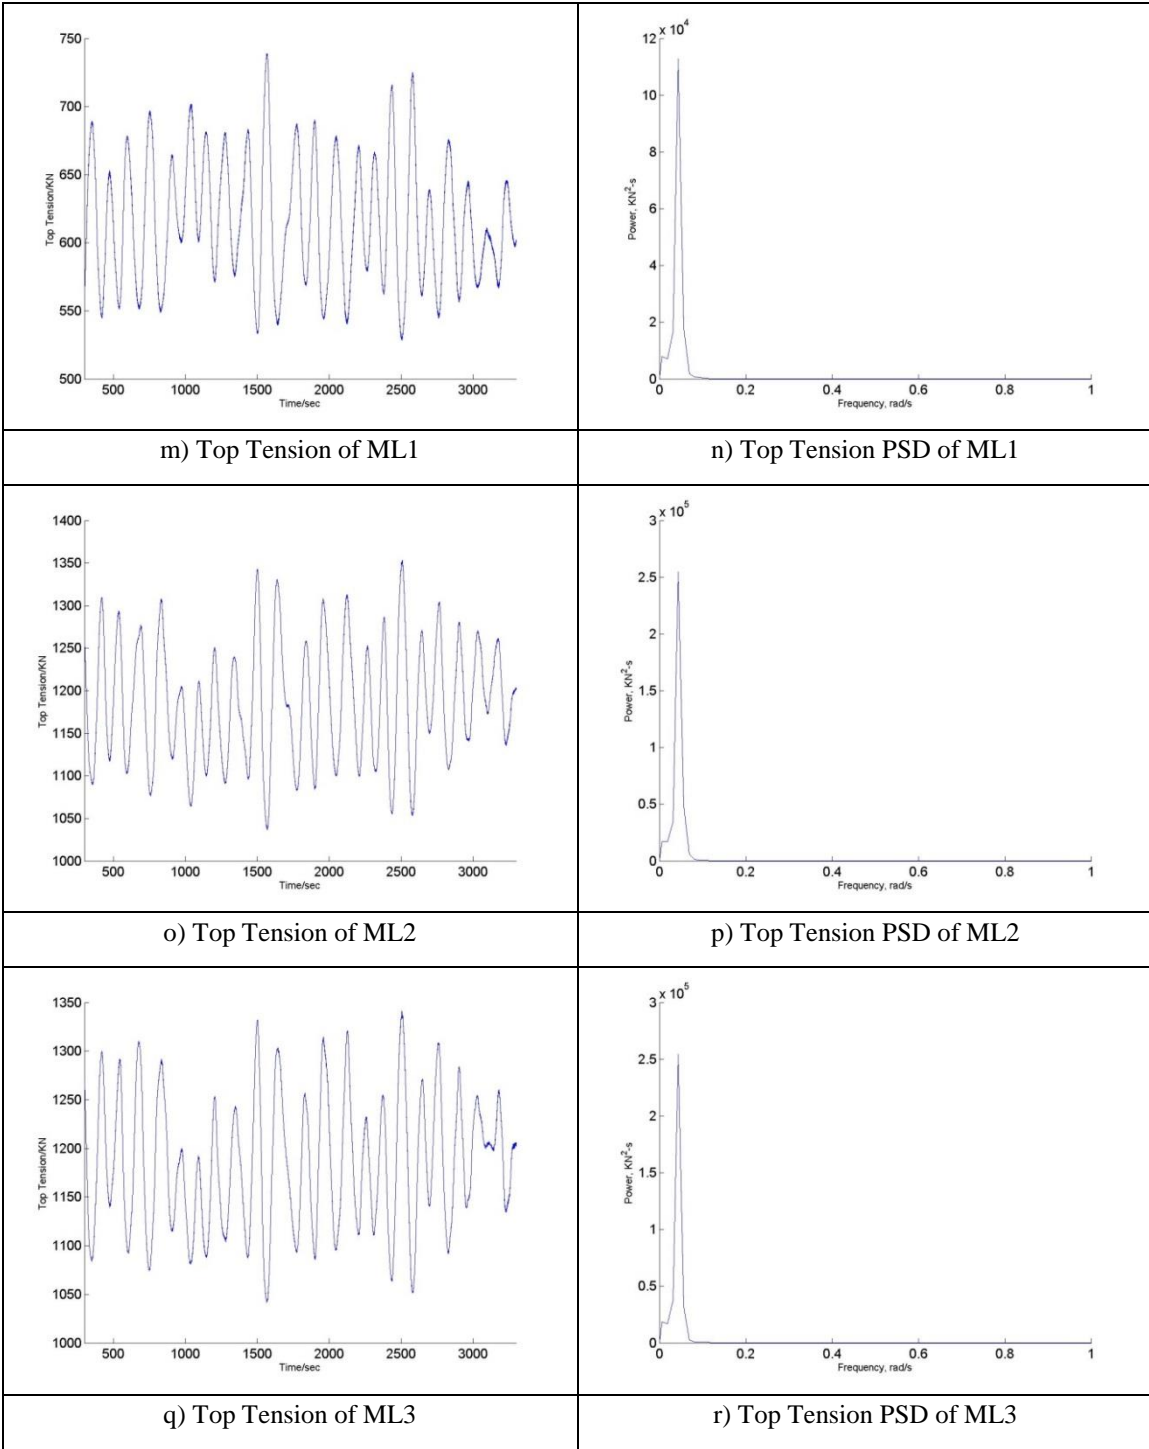 750
700
650
600
550
500
Top Tension/KN
500 1000 1500 2000 2500 3000
Time/sec
x 10^4
12
10
8
6
4
2
0
Power, KN^2-s
0 0.2 0.4 0.6 0.8 1
Frequency, rad/s
m) Top Tension of ML1
n) Top Tension PSD of ML1
1400
1350
1300
1250
1200
1150
1100
1050
1000
Top Tension/KN
500 1000 1500 2000 2500 3000
Time/sec
x 10^5
3
2.5
2
1.5
1
0.5
0
Power, KN^2-s
0 0.2 0.4 0.6 0.8 1
Frequency, rad/s
o) Top Tension of ML2
p) Top Tension PSD of ML2
1350
1300
1250
1200
1150
1100
1050
1000
Top Tension/KN
500 1000 1500 2000 2500 3000
Time/sec
x 10^5
3
2.5
2
1.5
1
0.5
0
Power, KN^2-s
0 0.2 0.4 0.6 0.8 1
Frequency, rad/s
q) Top Tension of ML3
r) Top Tension PSD of ML3